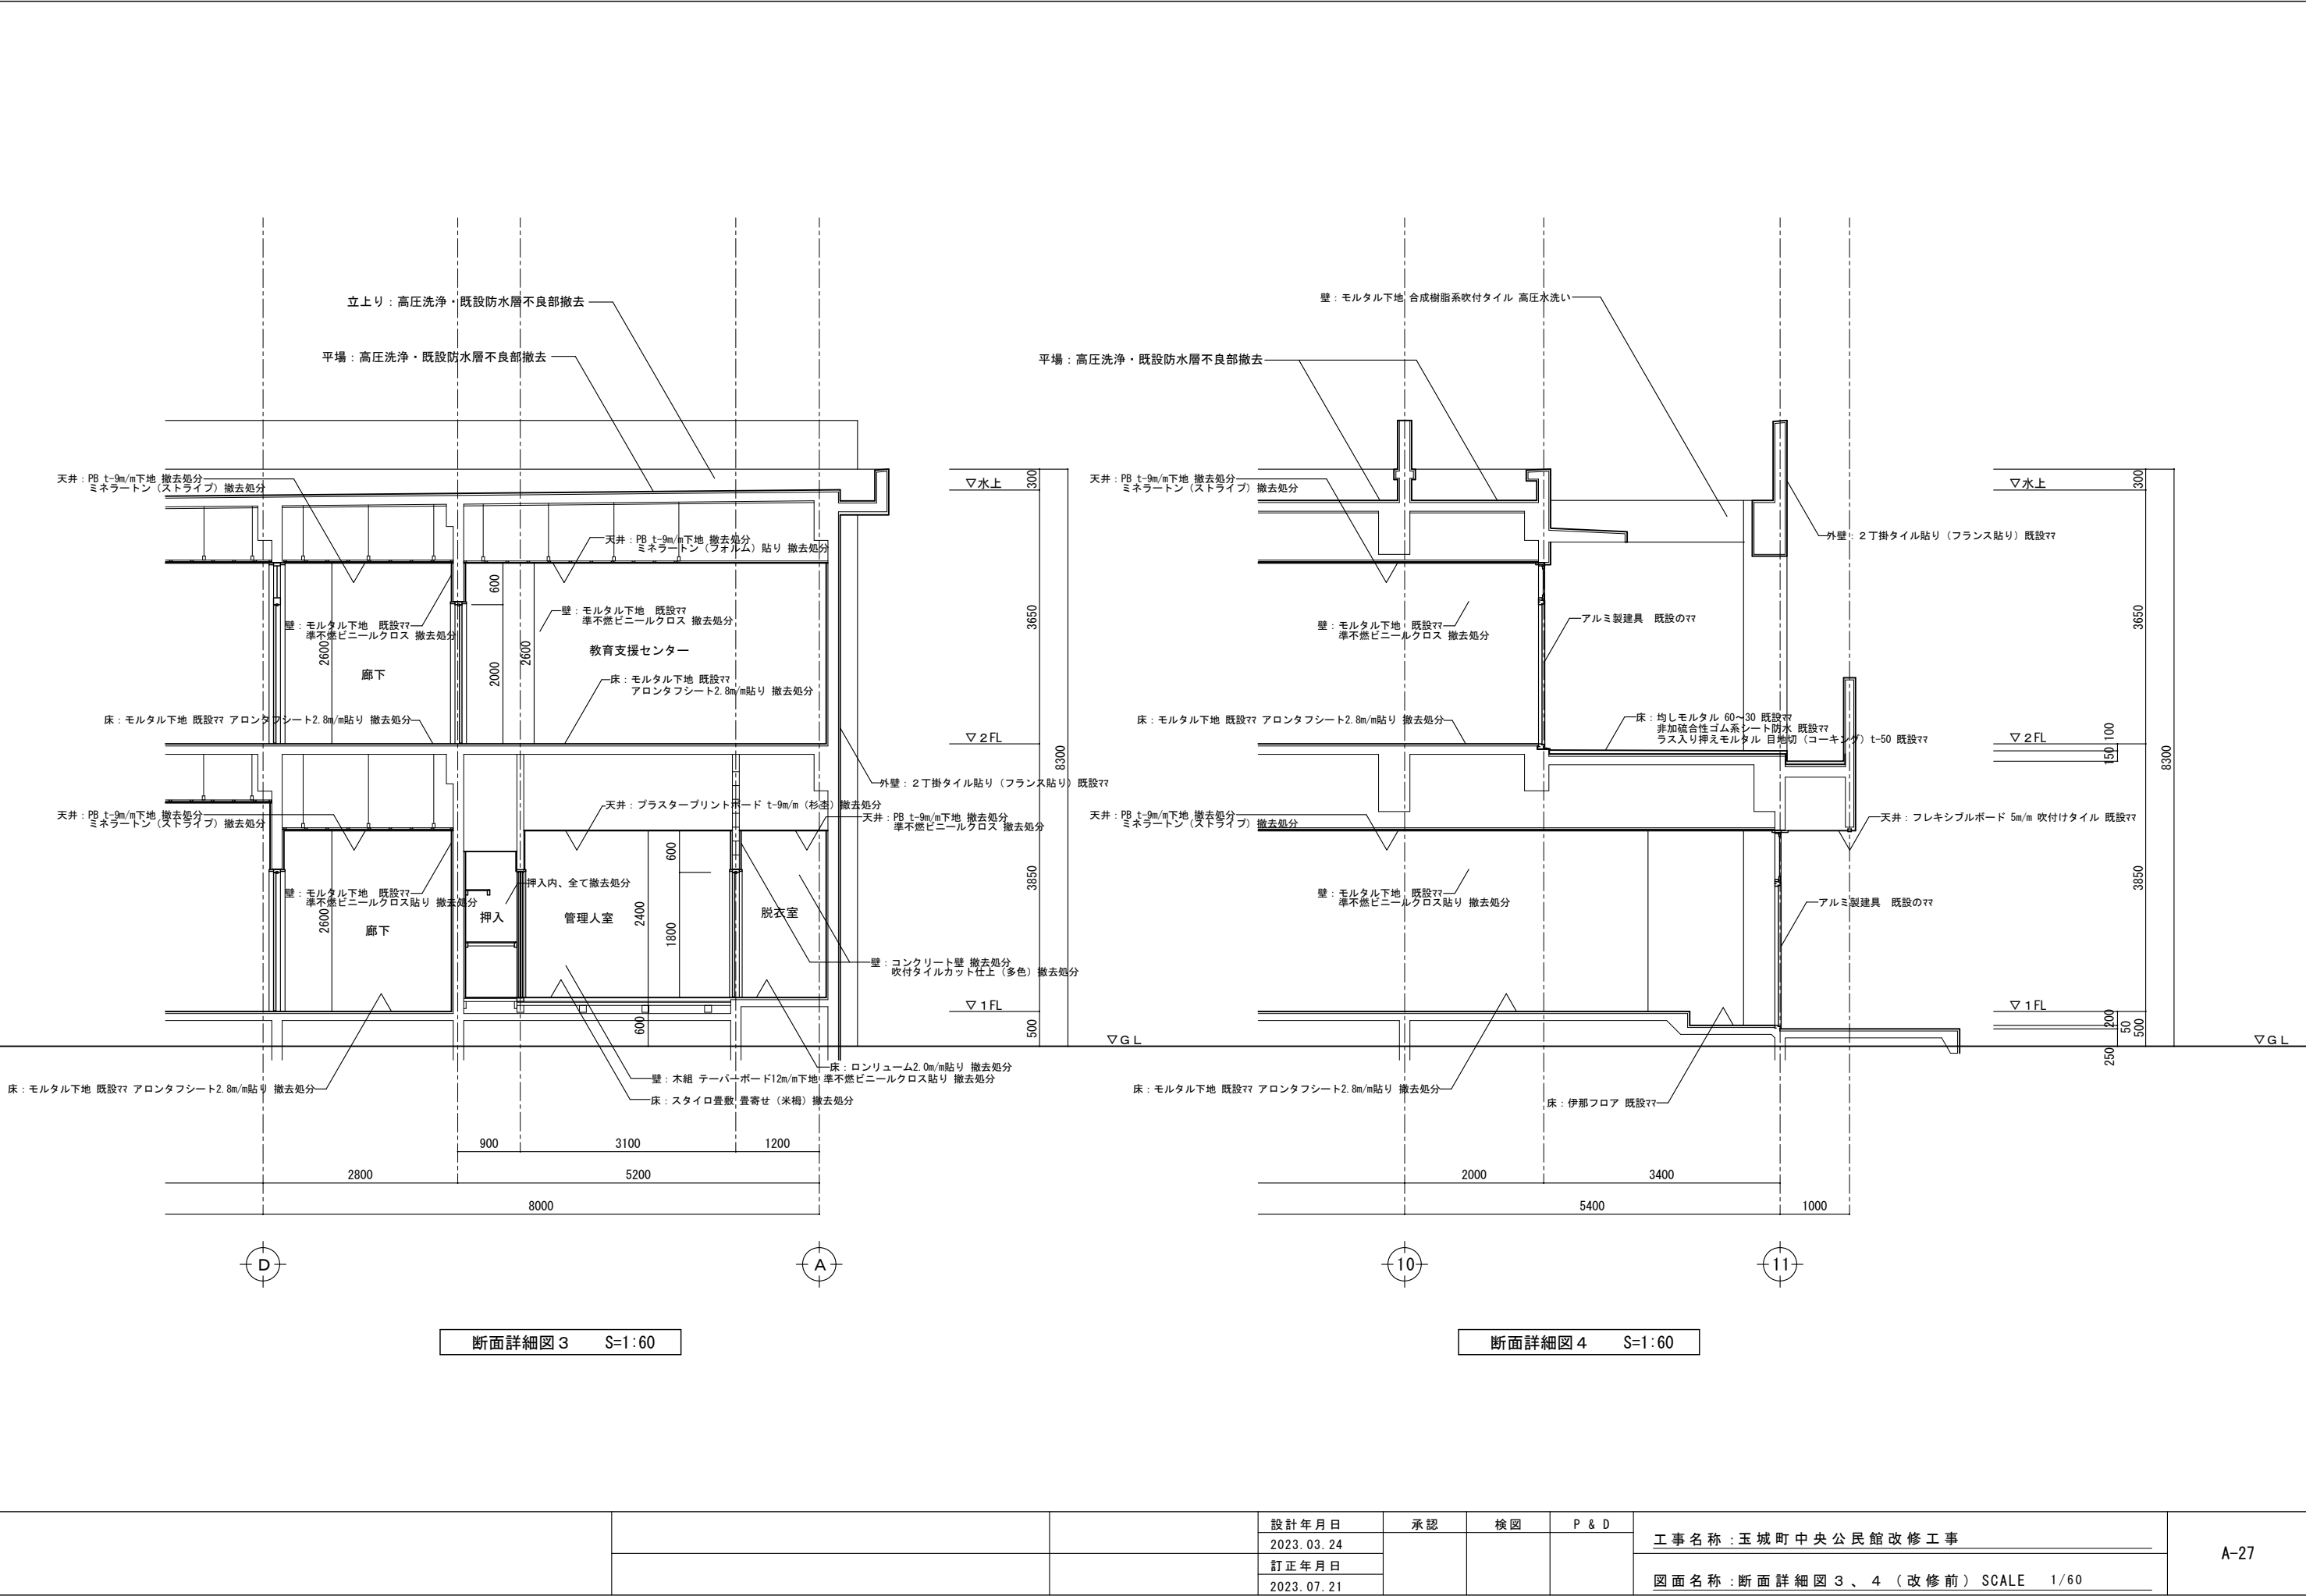 立上り：高圧洗浄・既設防水層不良部撤去
平場：高圧洗浄・既設防水層不良部撤去
天井：PB t-9m/m下地 撤去処分
ミネラートン（ストライプ）撤去処分
天井：PB t-9m/m下地 撤去処分
ミネラートン（フォルム）貼り 撤去処分
壁：モルタル下地 既設ママ
準不燃ビニールクロス 撤去処分
600
2000
2600
壁：モルタル下地 既設ママ
準不燃ビニールクロス 撤去処分
2600
廊下
教育支援センター
床：モルタル下地 既設ママ
アロンタフシート2.8m/m貼り 撤去処分
床：モルタル下地 既設ママ アロンタフシート2.8m/m貼り 撤去処分
外壁：２丁掛タイル貼り（フランス貼り）既設ママ
天井：プラスタープリントボード t-9m/m（杉杢）撤去処分
天井：PB t-9m/m下地 撤去処分
ミネラートン（ストライプ）撤去処分
天井：PB t-9m/m下地 撤去処分
準不燃ビニールクロス 撤去処分
壁：モルタル下地 既設ママ
準不燃ビニールクロス貼り 撤去処分
2600
廊下
押入内、全て撤去処分
押入
管理人室
脱衣室
2400
600
1800
600
壁：コンクリート壁 撤去処分
吹付タイルカット仕上（多色）撤去処分
床：ロンリューム2.0m/m貼り 撤去処分
壁：木組 テーパーボード12m/m下地 準不燃ビニールクロス貼り 撤去処分
床：スタイロ畳敷 畳寄せ（米栂）撤去処分
床：モルタル下地 既設ママ アロンタフシート2.8m/m貼り 撤去処分
▽水上
300
3650
▽２FL
8300
3850
▽１FL
500
▽ＧＬ
900
3100
1200
2800
5200
8000
D
A
断面詳細図３ S=1:60
壁：モルタル下地 合成樹脂系吹付タイル 高圧水洗い
平場：高圧洗浄・既設防水層不良部撤去
天井：PB t-9m/m下地 撤去処分
ミネラートン（ストライプ）撤去処分
外壁：２丁掛タイル貼り（フランス貼り）既設ママ
壁：モルタル下地 既設ママ
準不燃ビニールクロス 撤去処分
アルミ製建具 既設のママ
床：モルタル下地 既設ママ アロンタフシート2.8m/m貼り 撤去処分
床：均しモルタル 60～30 既設ママ
非加硫合性ゴム系シート防水 既設ママ
ラス入り押えモルタル 目地切（コーキング）t-50 既設ママ
天井：PB t-9m/m下地 撤去処分
ミネラートン（ストライプ）撤去処分
天井：フレキシブルボード 5m/m 吹付けタイル 既設ママ
壁：モルタル下地 既設ママ
準不燃ビニールクロス貼り 撤去処分
アルミ製建具 既設のママ
床：モルタル下地 既設ママ アロンタフシート2.8m/m貼り 撤去処分
床：伊那フロア 既設ママ
▽水上
300
3650
▽２FL
100
150
8300
3850
▽１FL
200
50
500
250
▽ＧＬ
2000
3400
5400
1000
10
11
断面詳細図４ S=1:60
設計年月日
2023.03.24
訂正年月日
2023.07.21
承認
検図
P & D
工事名称：玉城町中央公民館改修工事
図面名称：断面詳細図３、４（改修前） SCALE 1/60
A-27